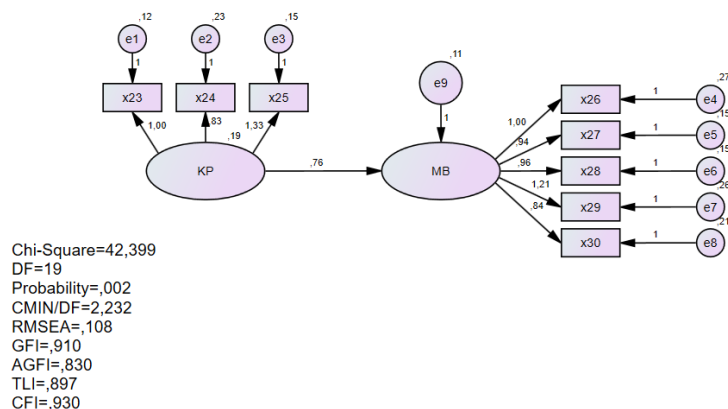 ,12 ,23 ,15
e1 e2 e3
,11
1 1 1
e9
,27
x23 x24 x25
x26 1 e4
1
,15
1,00 ,83 1,33
1,00
x27 1 e5
,94
,15
,19
KP ,76 MB ,96 x28 1 e6
,26
1,21
x29 1 e7
,84
,21
x30 1 e8
Chi-Square=42,399
DF=19
Probability=,002
CMIN/DF=2,232
RMSEA=,108
GFI=,910
AGFI=,830
TLI=,897
CFI=,930